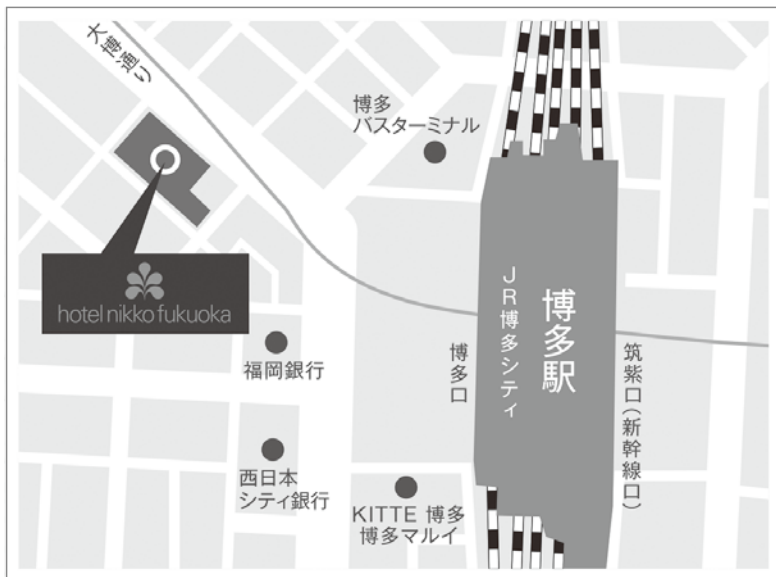 大博通り
博多
バスターミナル
hotel nikko fukuoka
博多駅
JR博多シティ
博多口
筑紫口(新幹線口)
福岡銀行
西日本
シティ銀行
KITTE 博多
博多マルイ